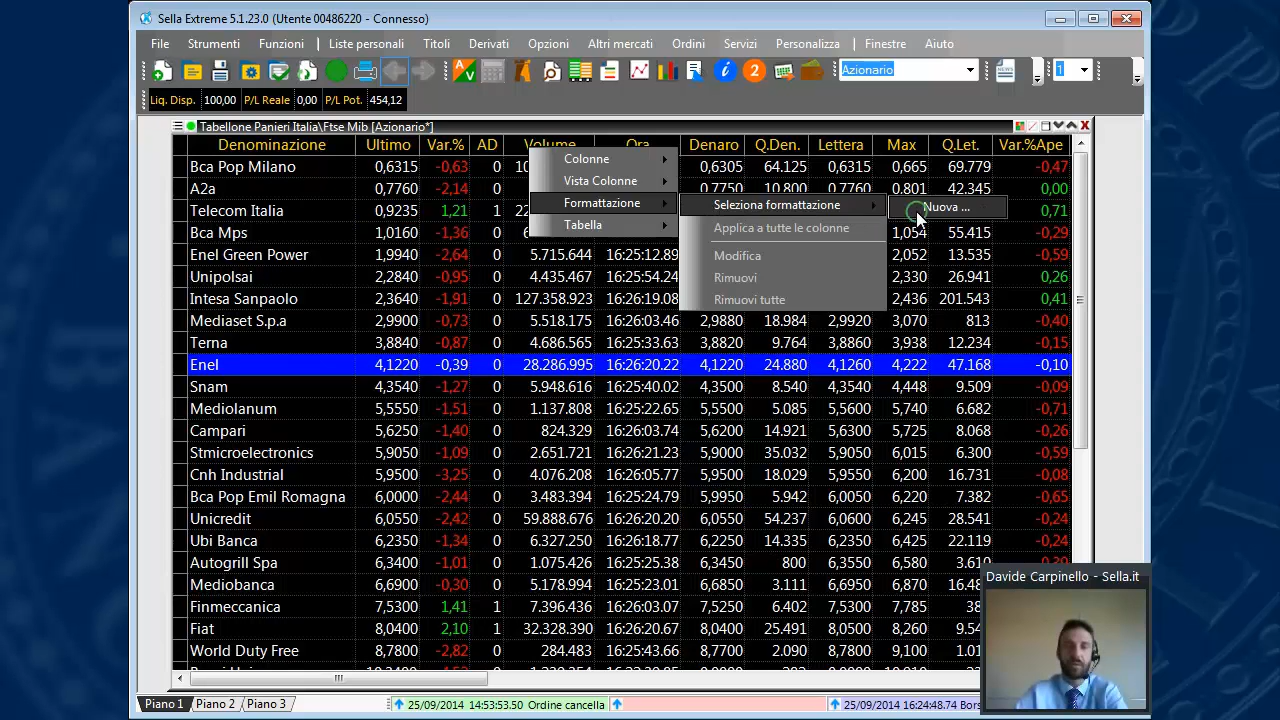 Sella Extreme 5.1.23.0 (Utente 00486220 - Connesso)
File Strumenti Funzioni Liste personali Titoli Derivati Opzioni Altri mercati Ordini Servizi Personalizza Finestre Aiuto
Azionario NEWS 1
Liq. Disp. 100,00 P/L Reale 0,00 P/L Pot. 454,12
Tabellone Panieri Italia\Ftse Mib [Azionario*]
Denominazione Ultimo Var.% AD Volume Ora Denaro Q.Den. Lettera Max Q.Let. Var.%Ape
Colonne
Vista Colonne
Formattazione
Tabella
Seleziona formattazione
Applica a tutte le colonne
Modifica
Rimuovi
Rimuovi tutte
Nuova ...
Bca Pop Milano 0,6315 -0,63 0 0,6305 64.125 0,6315 0,665 69.779 -0,47
A2a 0,7760 -2,14 0 0,7750 10.800 0,7760 0,801 42.345 0,00
Telecom Italia 0,9235 1,21 1 0,71
Bca Mps 1,0160 -1,36 0 1,054 55.415 -0,29
Enel Green Power 1,9940 -2,64 0 5.715.644 16:25:12.89 2,052 13.535 -0,59
Unipolsai 2,2840 -0,95 0 4.435.467 16:25:54.24 2,330 26.941 0,26
Intesa Sanpaolo 2,3640 -1,91 0 127.358.923 16:26:19.08 2,436 201.543 0,41
Mediaset S.p.a 2,9900 -0,73 0 5.518.175 16:26:03.46 2,9880 18.984 2,9920 3,070 813 -0,40
Terna 3,8840 -0,87 0 4.686.565 16:25:33.63 3,8820 9.764 3,8860 3,938 12.234 -0,15
Enel 4,1220 -0,39 0 28.286.995 16:26:20.22 4,1220 24.880 4,1260 4,222 47.168 -0,10
Snam 4,3540 -1,27 0 5.948.616 16:25:40.02 4,3500 8.540 4,3540 4,448 9.509 -0,09
Mediolanum 5,5550 -1,51 0 1.137.808 16:25:22.65 5,5500 5.085 5,5600 5,740 6.682 -0,71
Campari 5,6250 -1,40 0 824.329 16:26:03.74 5,6200 14.921 5,6300 5,725 8.068 -0,26
Stmicroelectronics 5,9050 -1,09 0 2.651.721 16:26:21.23 5,9000 35.032 5,9050 6,015 6.300 -0,59
Cnh Industrial 5,9500 -3,25 0 4.076.208 16:26:05.77 5,9500 18.029 5,9550 6,200 16.731 -0,08
Bca Pop Emil Romagna 6,0000 -2,44 0 3.483.394 16:25:24.79 5,9950 5.942 6,0050 6,220 7.382 -0,65
Unicredit 6,0550 -2,42 0 59.888.676 16:26:20.20 6,0550 54.237 6,0600 6,245 28.541 -0,24
Ubi Banca 6,2350 -1,34 0 6.327.250 16:26:18.77 6,2250 14.335 6,2350 6,425 22.119 -0,24
Autogrill Spa 6,3400 -1,01 0 1.075.426 16:25:25.38 6,3400 800 6,3550 6,580 3.610
Mediobanca 6,6900 -0,30 0 5.178.994 16:25:23.01 6,6850 3.111 6,6950 6,870
Finmeccanica 7,5300 1,41 1 7.396.436 16:26:03.07 7,5250 6.402 7,5350 7,785
Fiat 8,0400 2,10 1 32.328.390 16:26:20.67 8,0400 25.491 8,0500 8,260
World Duty Free 8,7800 -2,82 0 284.483 16:25:43.66 8,7700 2.090 8,7800 9,100
Davide Carpinello - Sella.it
Piano 1 Piano 2 Piano 3 25/09/2014 14:53:53.50 Ordine cancella 25/09/2014 16:24:48.74 Bors